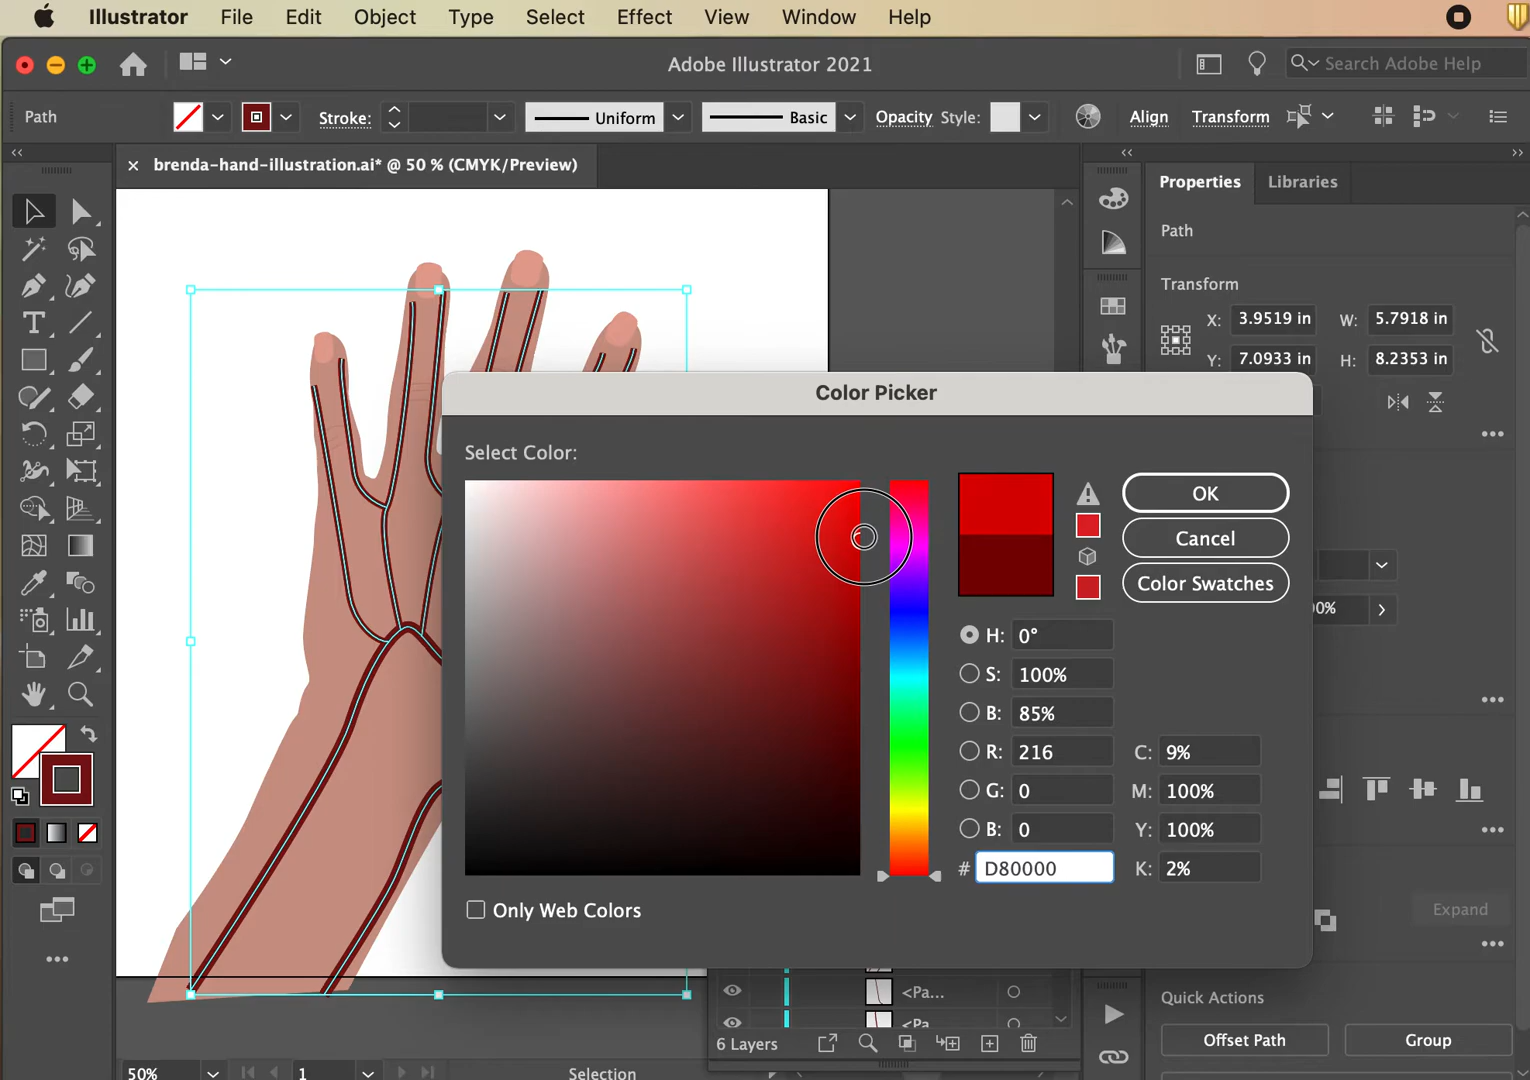 Illustrator File Edit Object Type Select Effect View Window Help
Adobe Illustrator 2021
Search Adobe Help
Path Stroke: Uniform Basic Opacity Style: Align Transform
× brenda-hand-illustration.ai* @ 50 % (CMYK/Preview)
Properties Libraries
Path
Transform
X: 3.9519 in W: 5.7918 in
Y: 7.0933 in H: 8.2353 in
Color Picker
Select Color:
OK
Cancel
Color Swatches
H: 0°
S: 100%
B: 85%
R: 216 C: 9%
G: 0 M: 100%
B: 0 Y: 100%
# D80000 K: 2%
Only Web Colors
Expand
<Pa...
<Pa
6 Layers
Quick Actions
Offset Path Group
50% 1 Selection